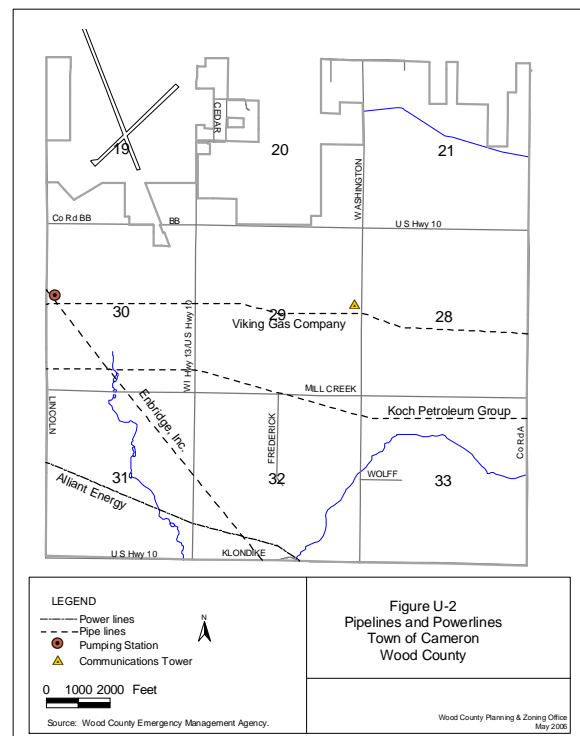 CEDAR
19
20
21
WASHINGTON
Co Rd BB
BB
US Hwy 10
30
29
28
WI Hwy 13/US Hwy 10
Viking Gas Company
MILL CREEK
LINCOLN
Enbridge, Inc.
FREDERICK
Koch Petroleum Group
Co Rd A
31
32
WOLFF
33
Alliant Energy
US Hwy 10
KLONDIKE
LEGEND
Power lines
Pipe lines
Pumping Station
Communications Tower
N
0 1000 2000 Feet
Source: Wood County Emergency Management Agency.
Figure U-2
Pipelines and Powerlines
Town of Cameron
Wood County
Wood County Planning & Zoning Office
May 2006